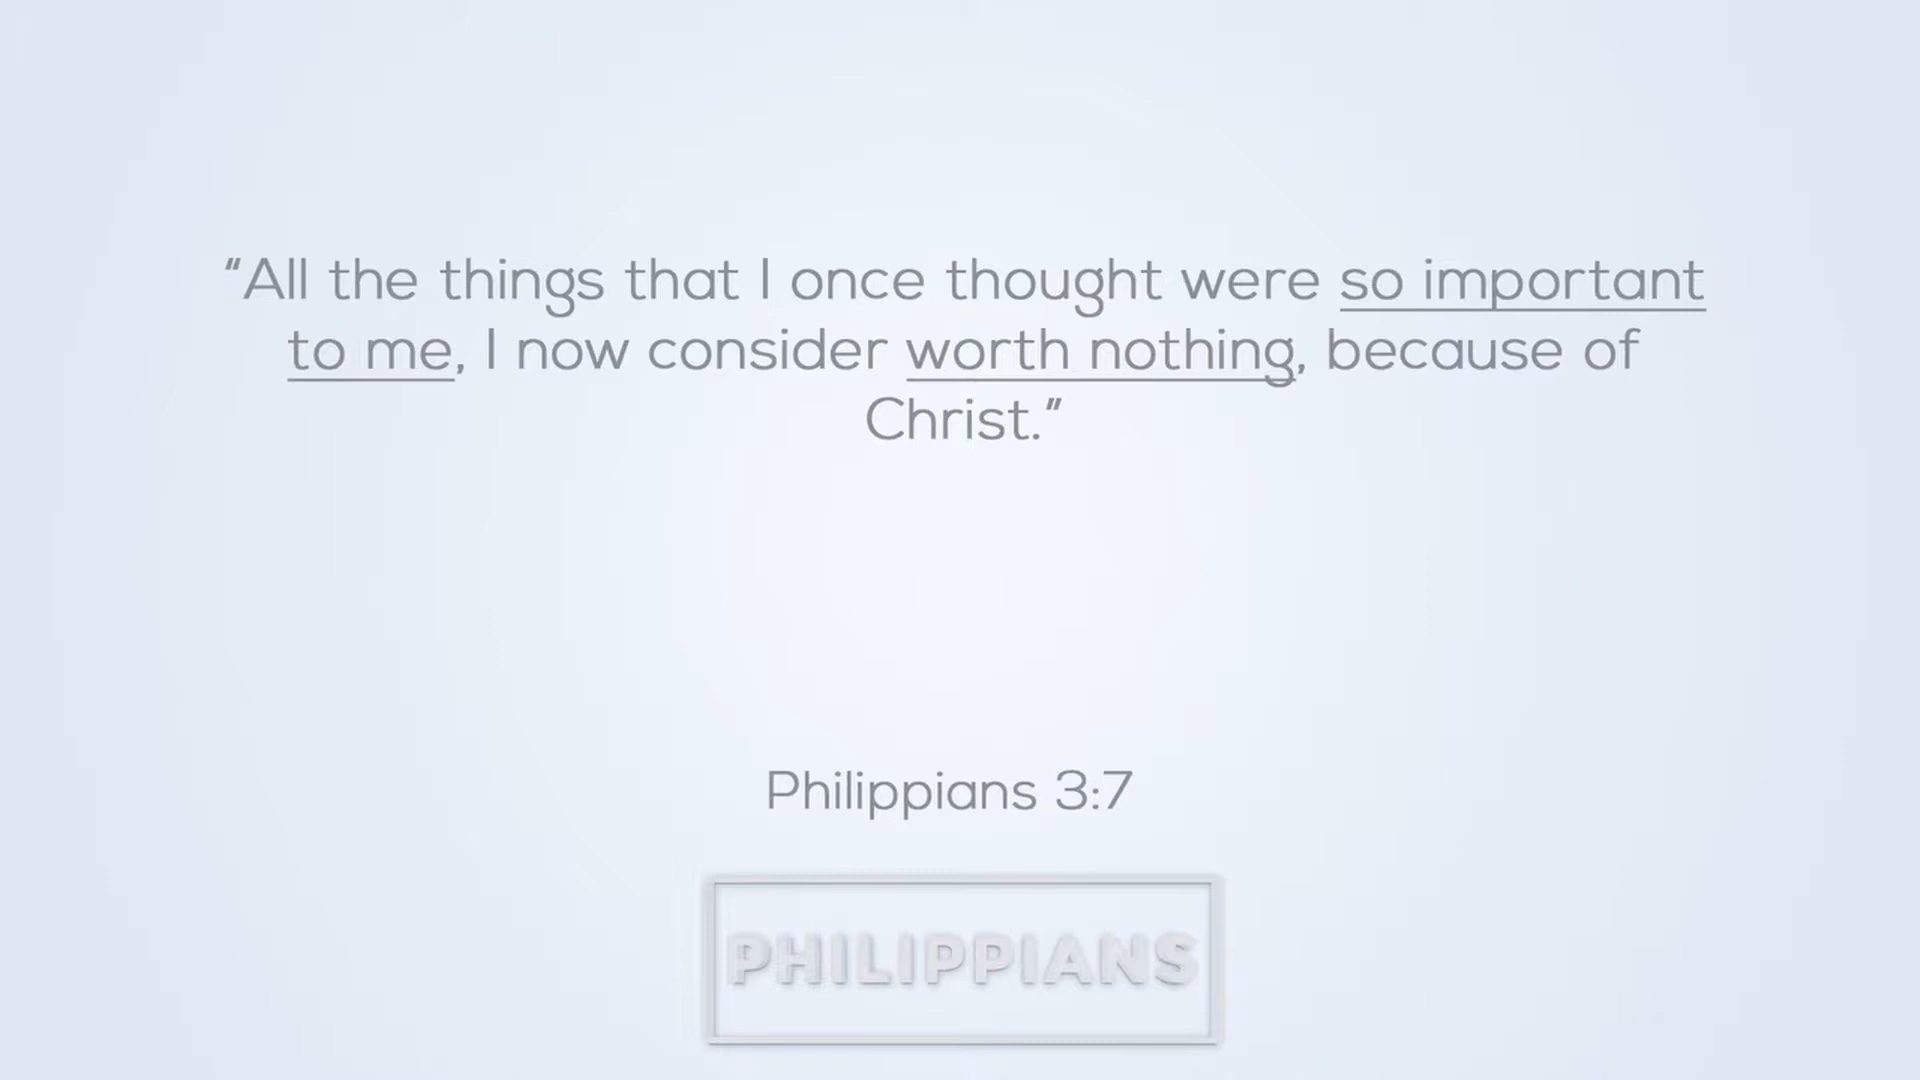 “All the things that I once thought were so important
to me, I now consider worth nothing, because of
Christ.”
Philippians 3:7
PHILIPPIANS